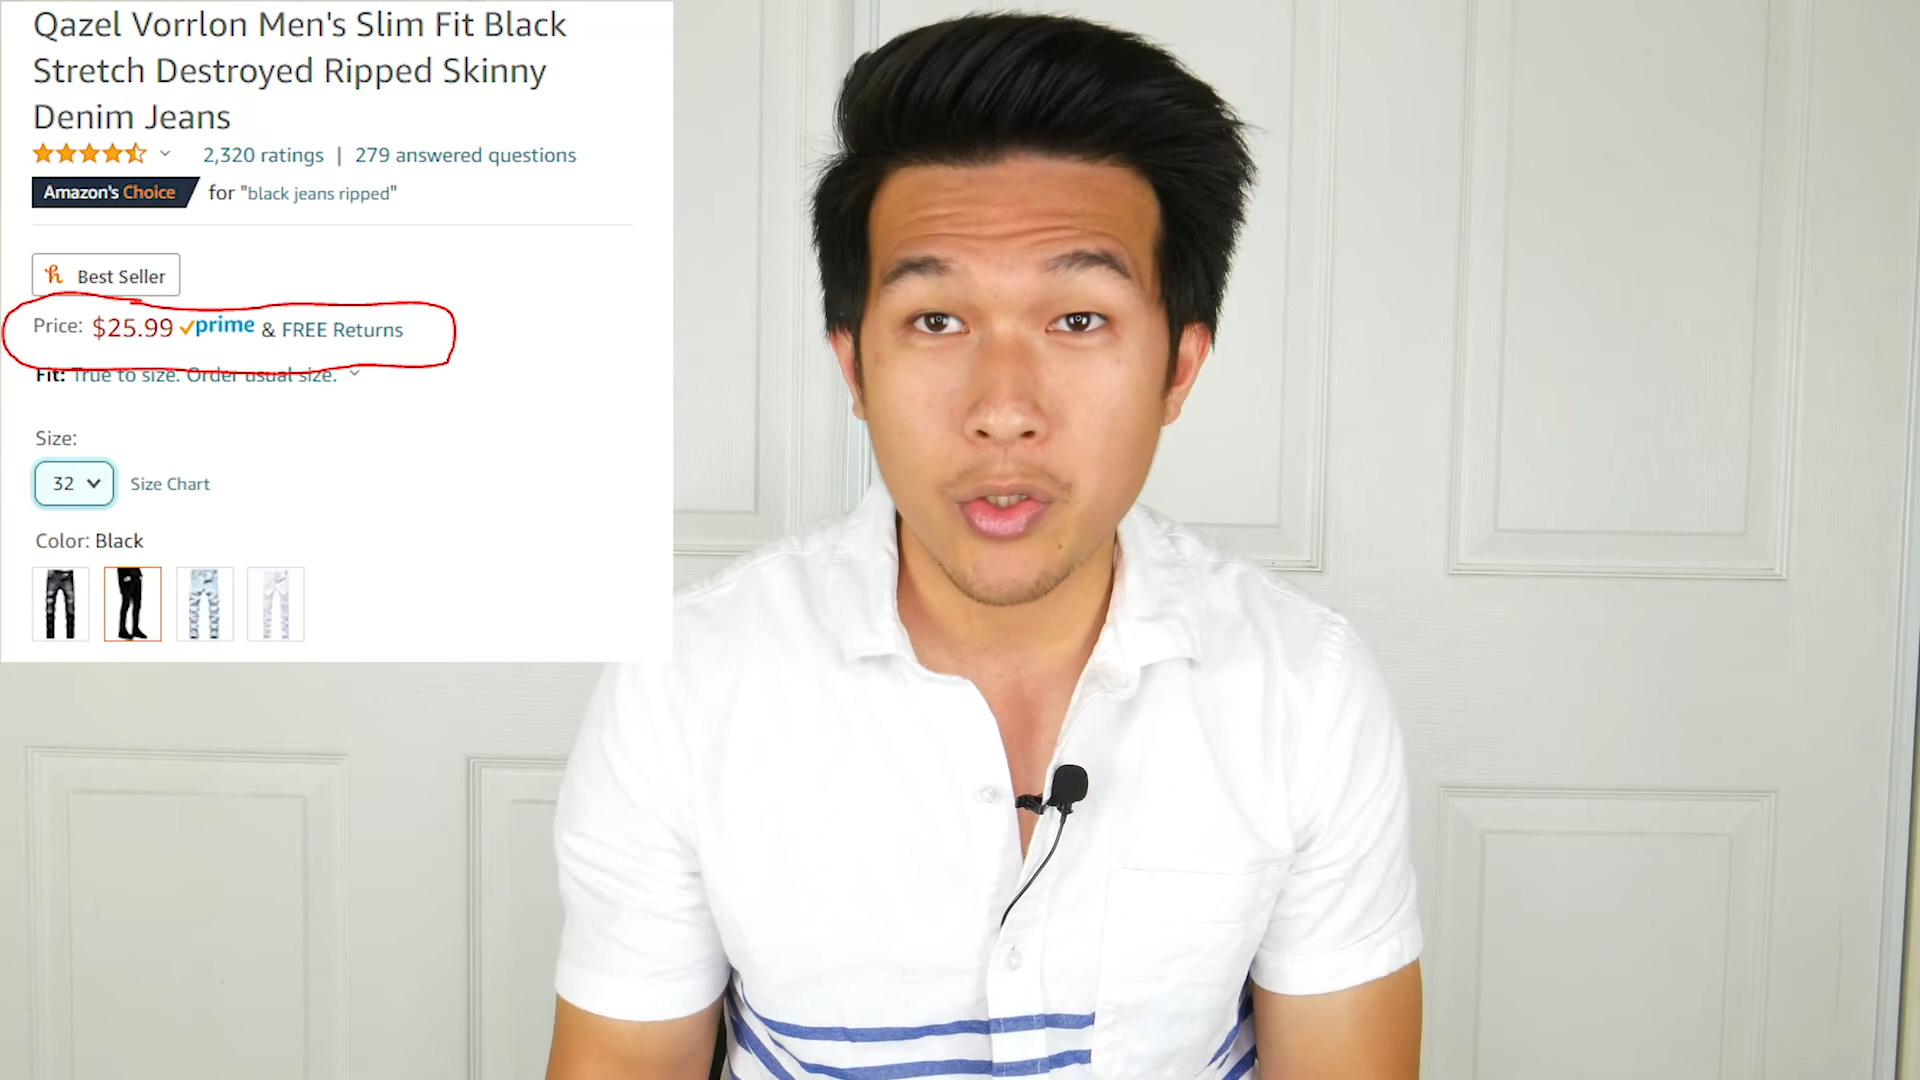 Qazel Vorrlon Men's Slim Fit Black
Stretch Destroyed Ripped Skinny
Denim Jeans
2,320 ratings | 279 answered questions
Amazon's Choice for "black jeans ripped"
Best Seller
Price: $25.99 prime & FREE Returns
Fit: True to size. Order usual size.
Size:
32 Size Chart
Color: Black